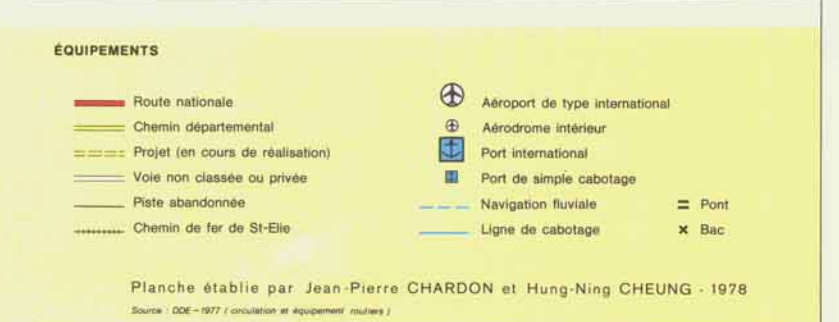 ÉQUIPEMENTS
Route nationale
Chemin départemental
Projet (en cours de réalisation)
Voie non classée ou privée
Piste abandonnée
Chemin de fer de St-Elie
Aéroport de type international
Aérodrome intérieur
Port international
Port de simple cabotage
Navigation fluviale
Ligne de cabotage
Pont
Bac
Planche établie par Jean-Pierre CHARDON et Hung-Ning CHEUNG - 1978
Source : DDE - 1977 ( circulation et équipement routiers )